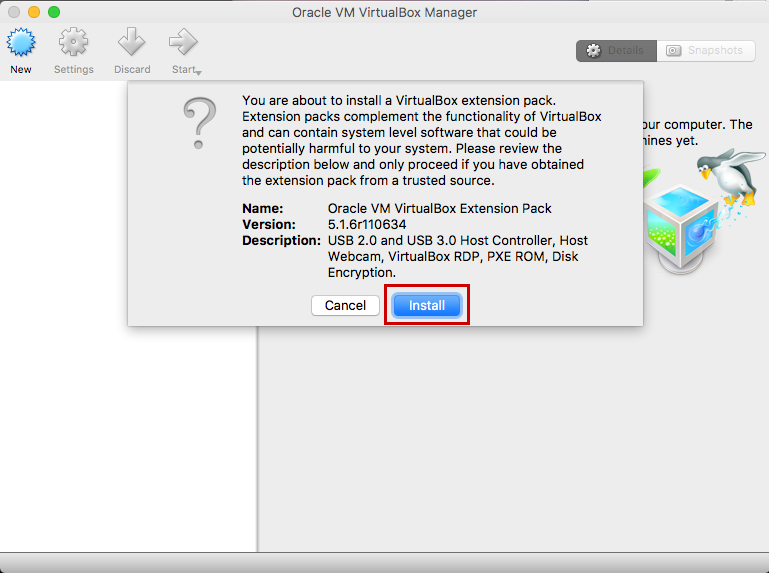 Oracle VM VirtualBox Manager
New
Settings
Discard
Start
Details
Snapshots
You are about to install a VirtualBox extension pack.
Extension packs complement the functionality of VirtualBox
and can contain system level software that could be
potentially harmful to your system. Please review the
description below and only proceed if you have obtained
the extension pack from a trusted source.
Name: Oracle VM VirtualBox Extension Pack
Version: 5.1.6r110634
Description: USB 2.0 and USB 3.0 Host Controller, Host
Webcam, VirtualBox RDP, PXE ROM, Disk
Encryption.
Cancel
Install
our computer. The
nines yet.